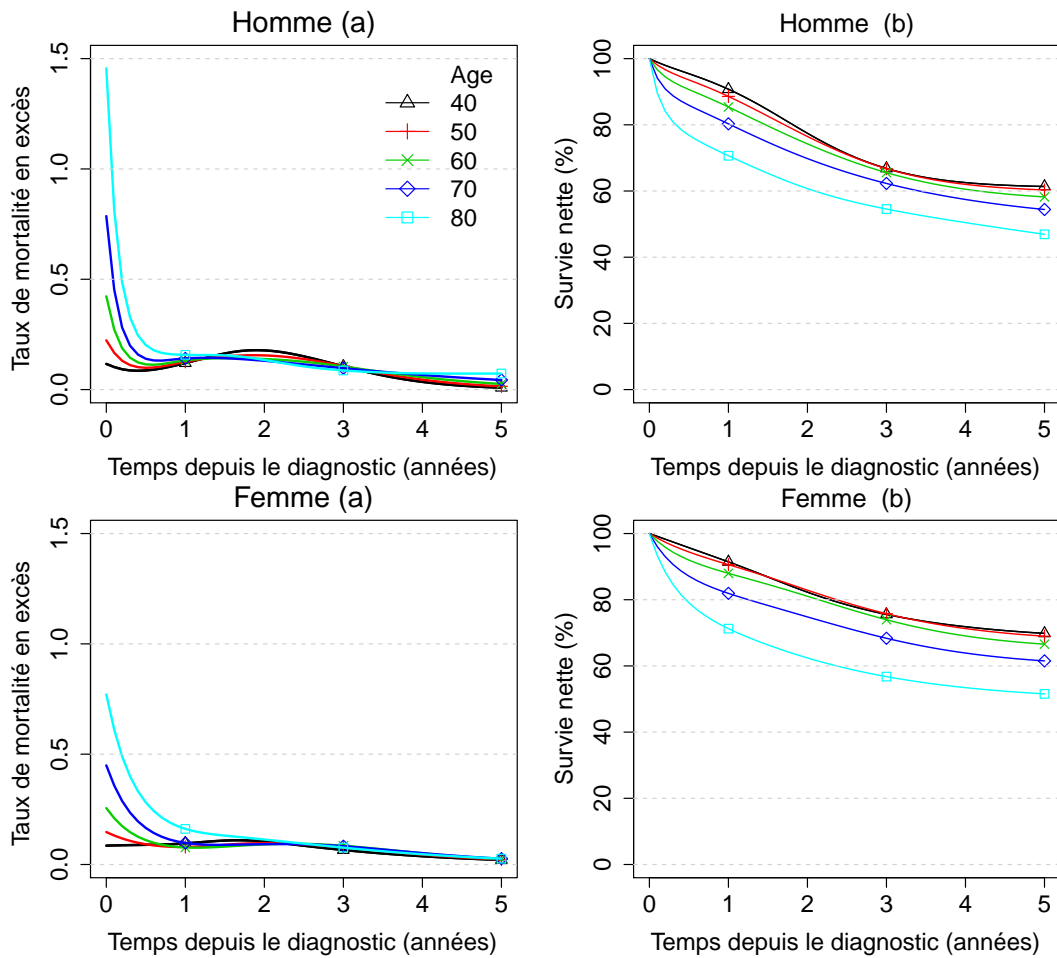 Homme (a)
Taux de mortalité en excès
1.5
1.0
0.5
0.0
Age
40
50
60
70
80
0 1 2 3 4 5
Temps depuis le diagnostic (années)
Homme (b)
Survie nette (%)
100
80
60
40
20
0
0 1 2 3 4 5
Temps depuis le diagnostic (années)
Femme (a)
Taux de mortalité en excès
1.5
1.0
0.5
0.0
0 1 2 3 4 5
Temps depuis le diagnostic (années)
Femme (b)
Survie nette (%)
100
80
60
40
20
0
0 1 2 3 4 5
Temps depuis le diagnostic (années)